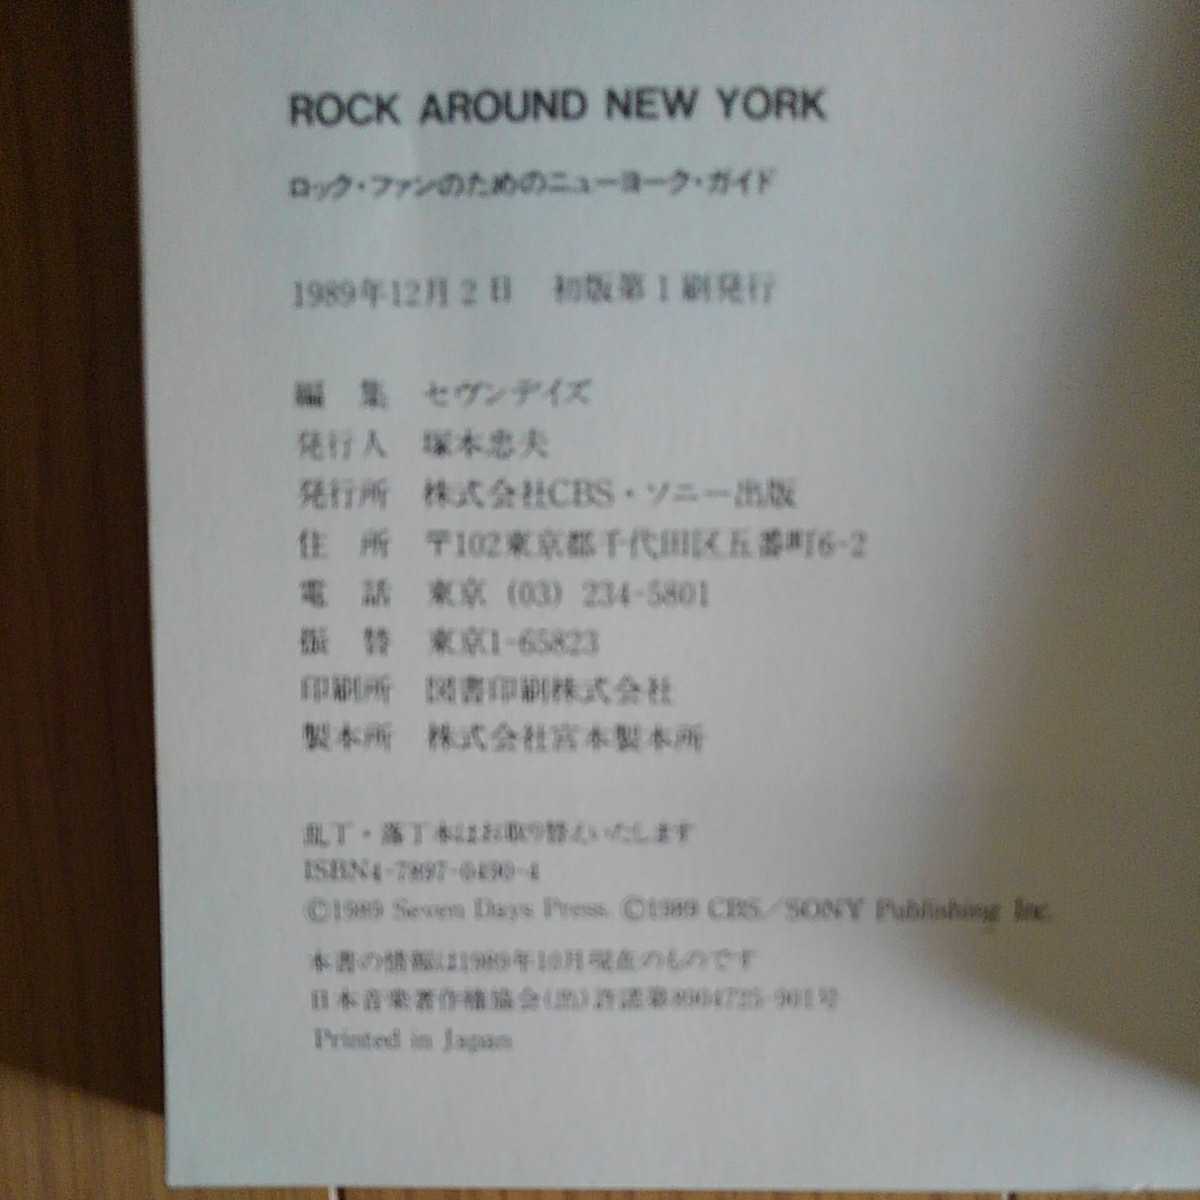 ROCK AROUND NEW YORK
ロック・ファンのためのニューヨーク・ガイド
1989年12月2日　初版第1刷発行
編　集　セヴンデイズ
発行人　塚本忠夫
発行所　株式会社CBS・ソニー出版
住　所　〒102東京都千代田区五番町6-2
電　話　東京（03）234-5801
振　替　東京1-65823
印刷所　図書印刷株式会社
製本所　株式会社宮本製本所
乱丁・落丁本はお取り替えいたします
ISBN4-7897-0490-4
©1989 Seven Days Press. ©1989 CBS／SONY Publishing Inc.
本書の情報は1989年10月現在のものです
日本音楽著作権協会（出）許諾第8904725-901号
Printed in Japan